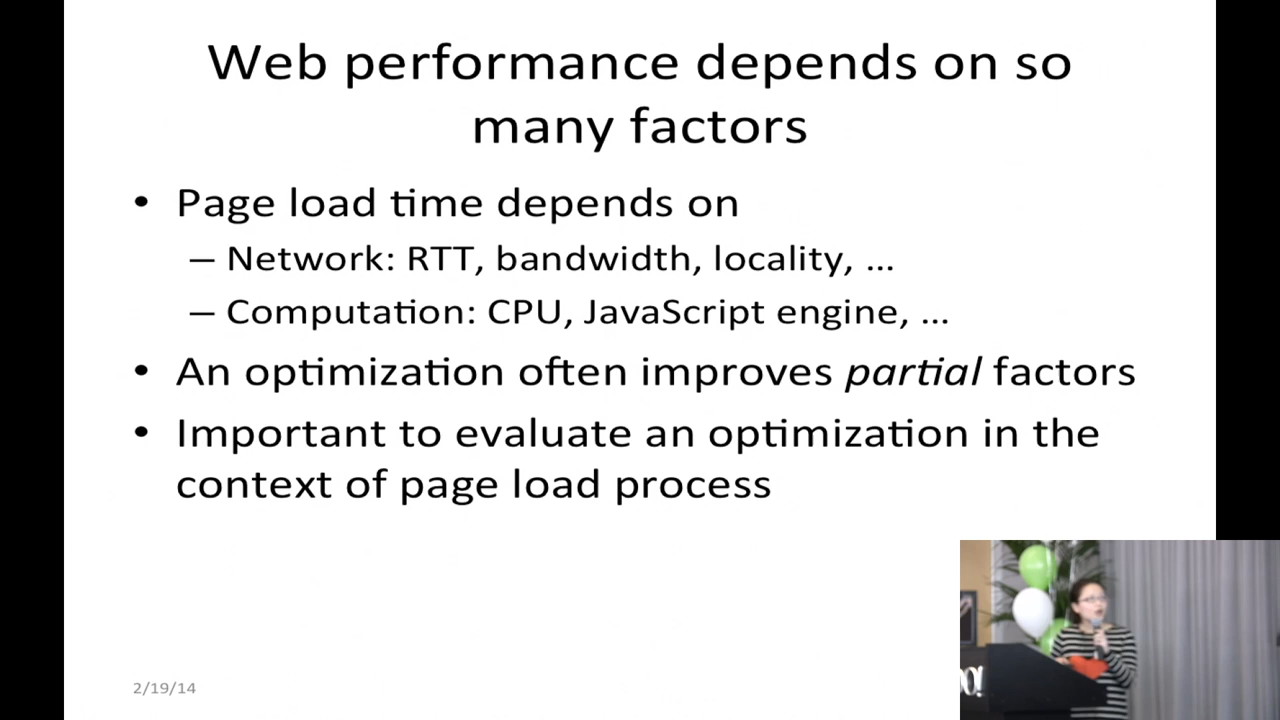 Web performance depends on so
many factors
• Page load time depends on
– Network: RTT, bandwidth, locality, …
– Computation: CPU, JavaScript engine, …
• An optimization often improves partial factors
• Important to evaluate an optimization in the
context of page load process
2/19/14
OO!